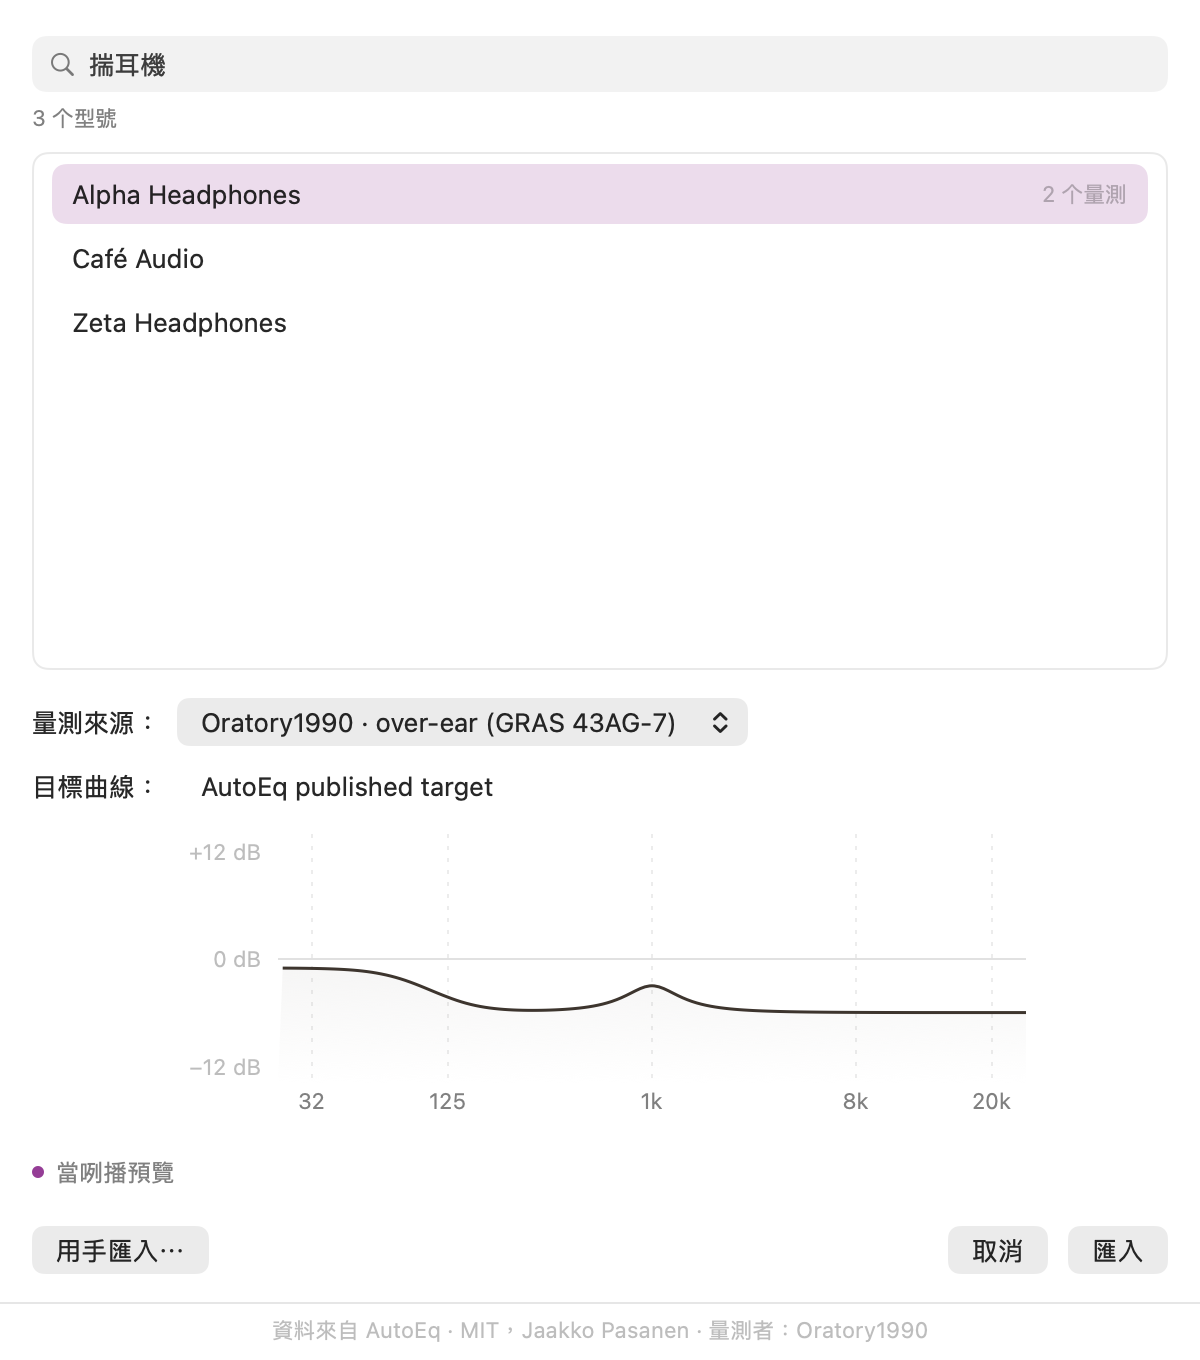 揣耳機
3 个型號
Alpha Headphones
2 个量測
Café Audio
Zeta Headphones
量測來源：
Oratory1990 · over-ear (GRAS 43AG-7)
目標曲線：
AutoEq published target
+12 dB
0 dB
−12 dB
32 125 1k 8k 20k
當咧播預覽
用手匯入⋯
取消
匯入
資料來自 AutoEq · MIT，Jaakko Pasanen · 量測者：Oratory1990